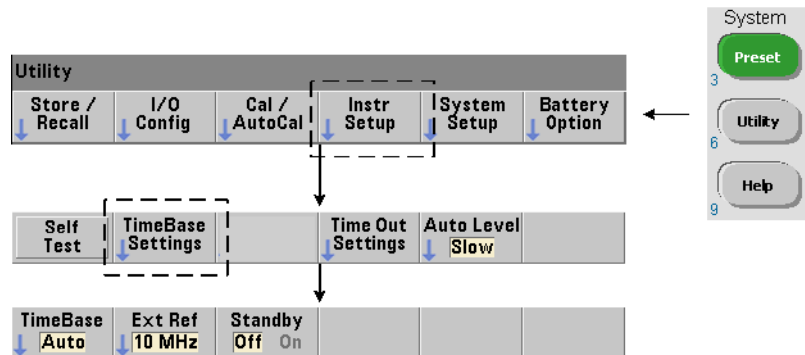 System
Preset
3
Utility
6
Help
9
Utility
Store / Recall
I/O Config
Cal / AutoCal
Instr Setup
System Setup
Battery Option
Self Test
TimeBase Settings
Time Out Settings
Auto Level Slow
TimeBase Auto
Ext Ref 10 MHz
Standby Off On